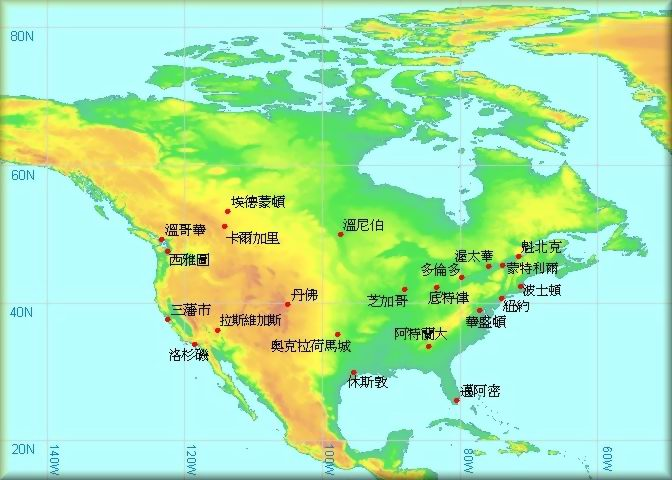 80N
60N
埃德蒙頓
溫哥華
卡爾加里
溫尼伯
西雅圖
魁北克
渥太華
蒙特利爾
多倫多
波士頓
底特律
芝加哥
丹佛
40N
紐約
三藩市
拉斯維加斯
華盛頓
阿特蘭大
奧克拉荷馬城
洛杉磯
休斯敦
邁阿密
20N
140W
120W
100W
80W
60W